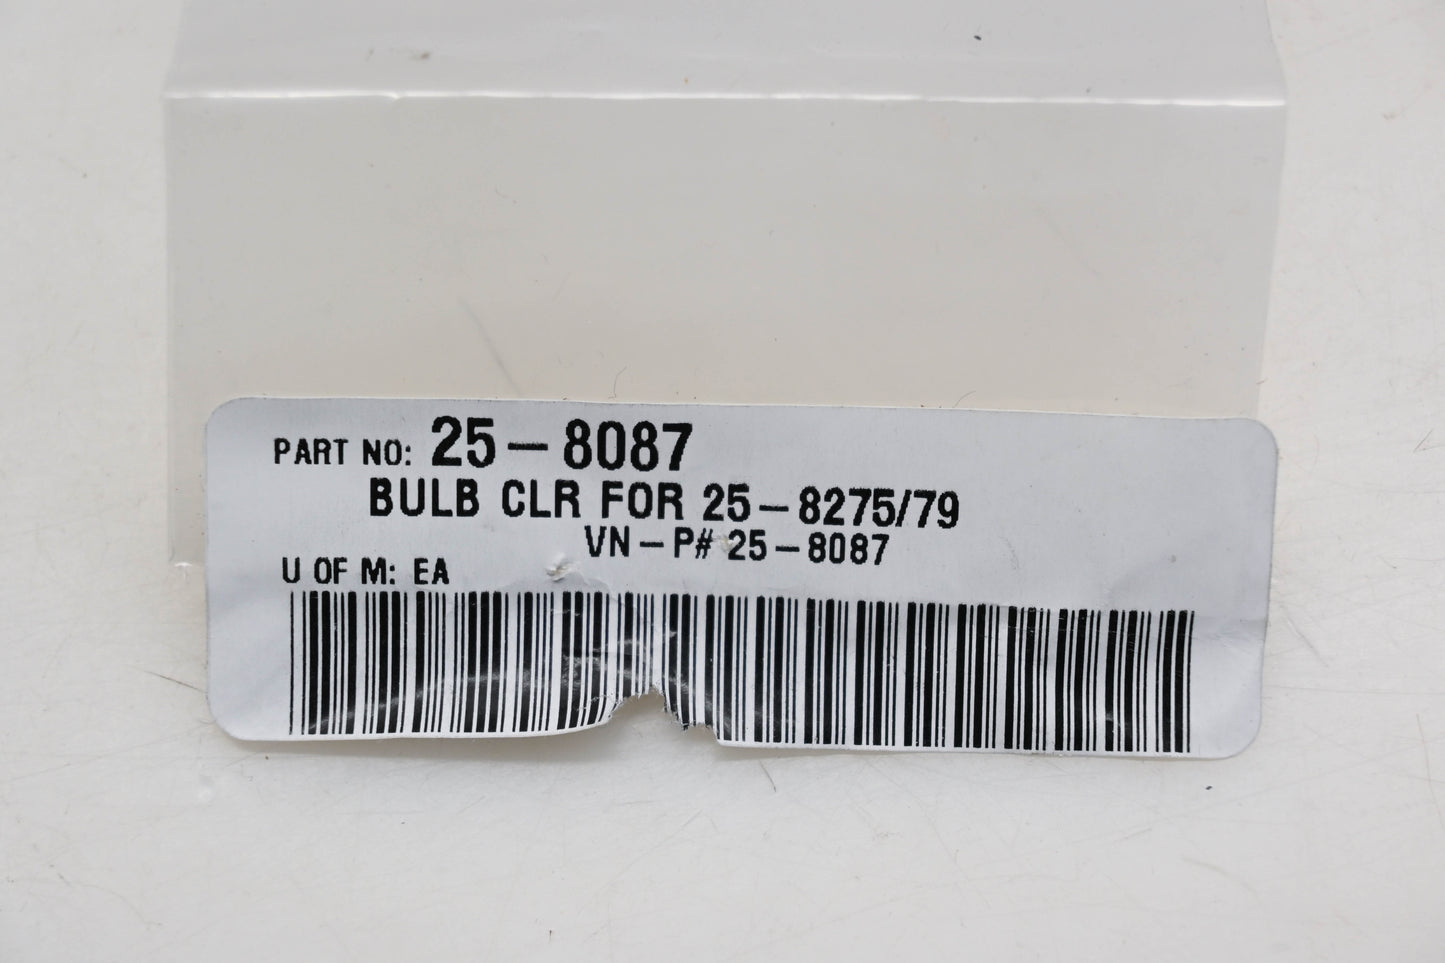 PART NO: 25-8087
BULB CLR FOR 25-8275/79
VN-P# 25-8087
U OF M: EA